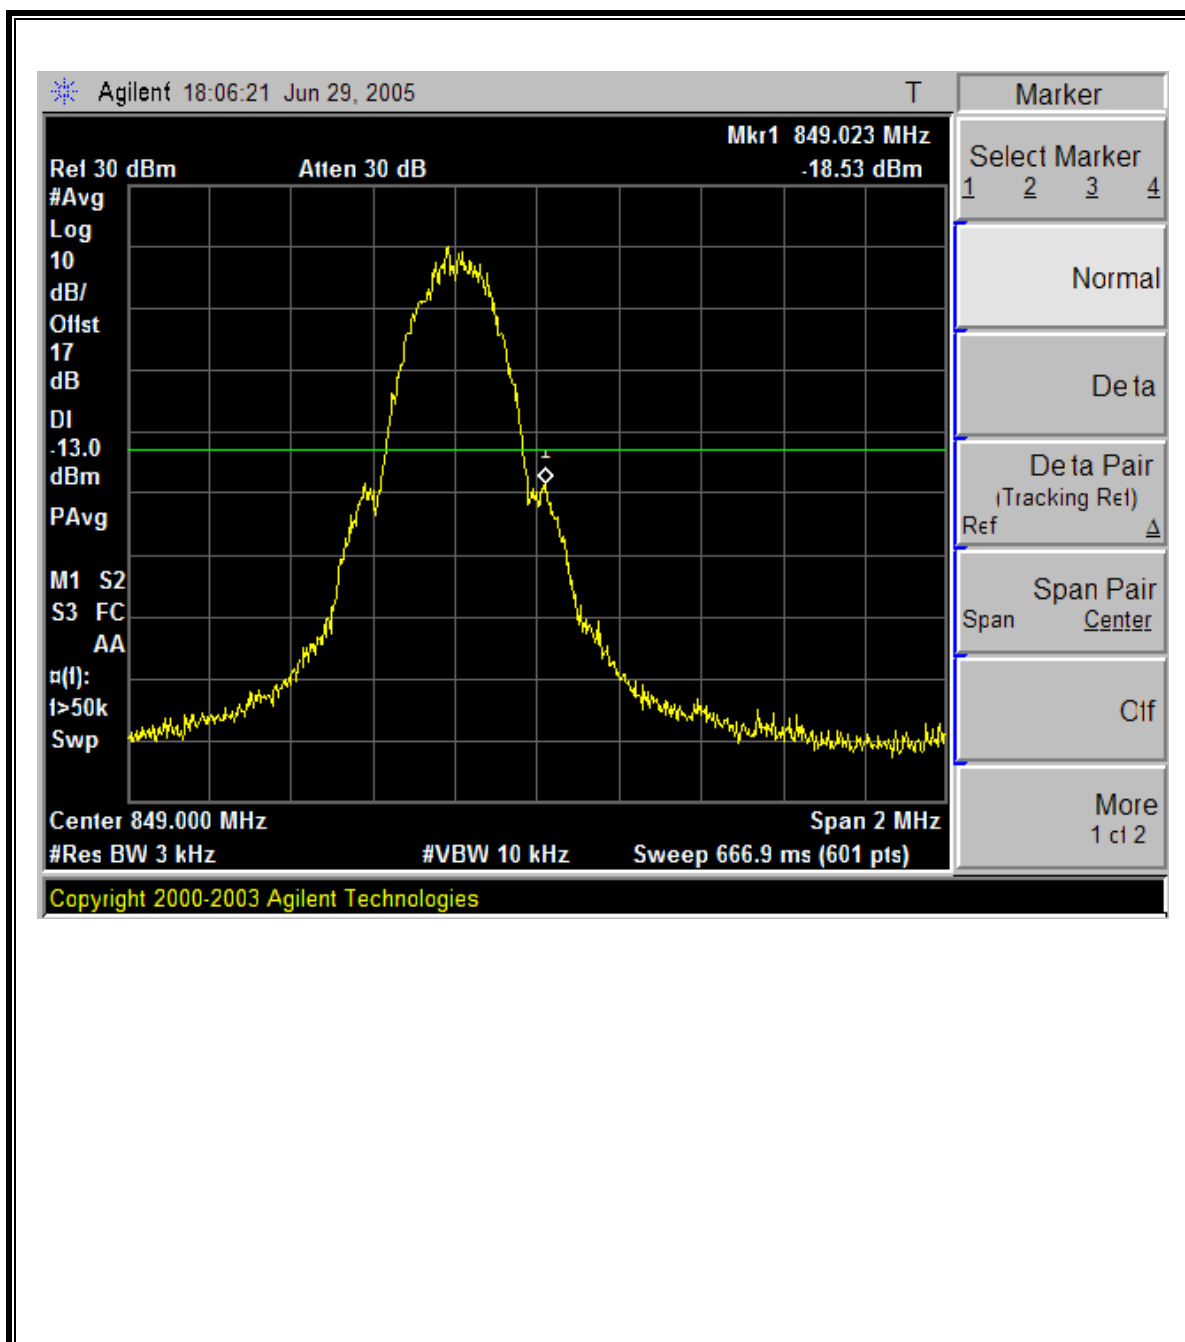 Agilent 18:06:21 Jun 29, 2005
T
Mkr1 849.023 MHz
Ref 30 dBm
Atten 30 dB
-18.53 dBm
#Avg
Log
10
dB/
Offst
17
dB
DI
-13.0
dBm
PAvg
M1 S2
S3 FC
AA
¤(f):
f>50k
Swp
1
Center 849.000 MHz
Span 2 MHz
#Res BW 3 kHz
#VBW 10 kHz
Sweep 666.9 ms (601 pts)
Copyright 2000-2003 Agilent Technologies
Marker
Select Marker
1 2 3 4
Normal
Delta
Delta Pair
(Tracking Ref)
Ref Δ
Span Pair
Span Center
Off
More
1 of 2